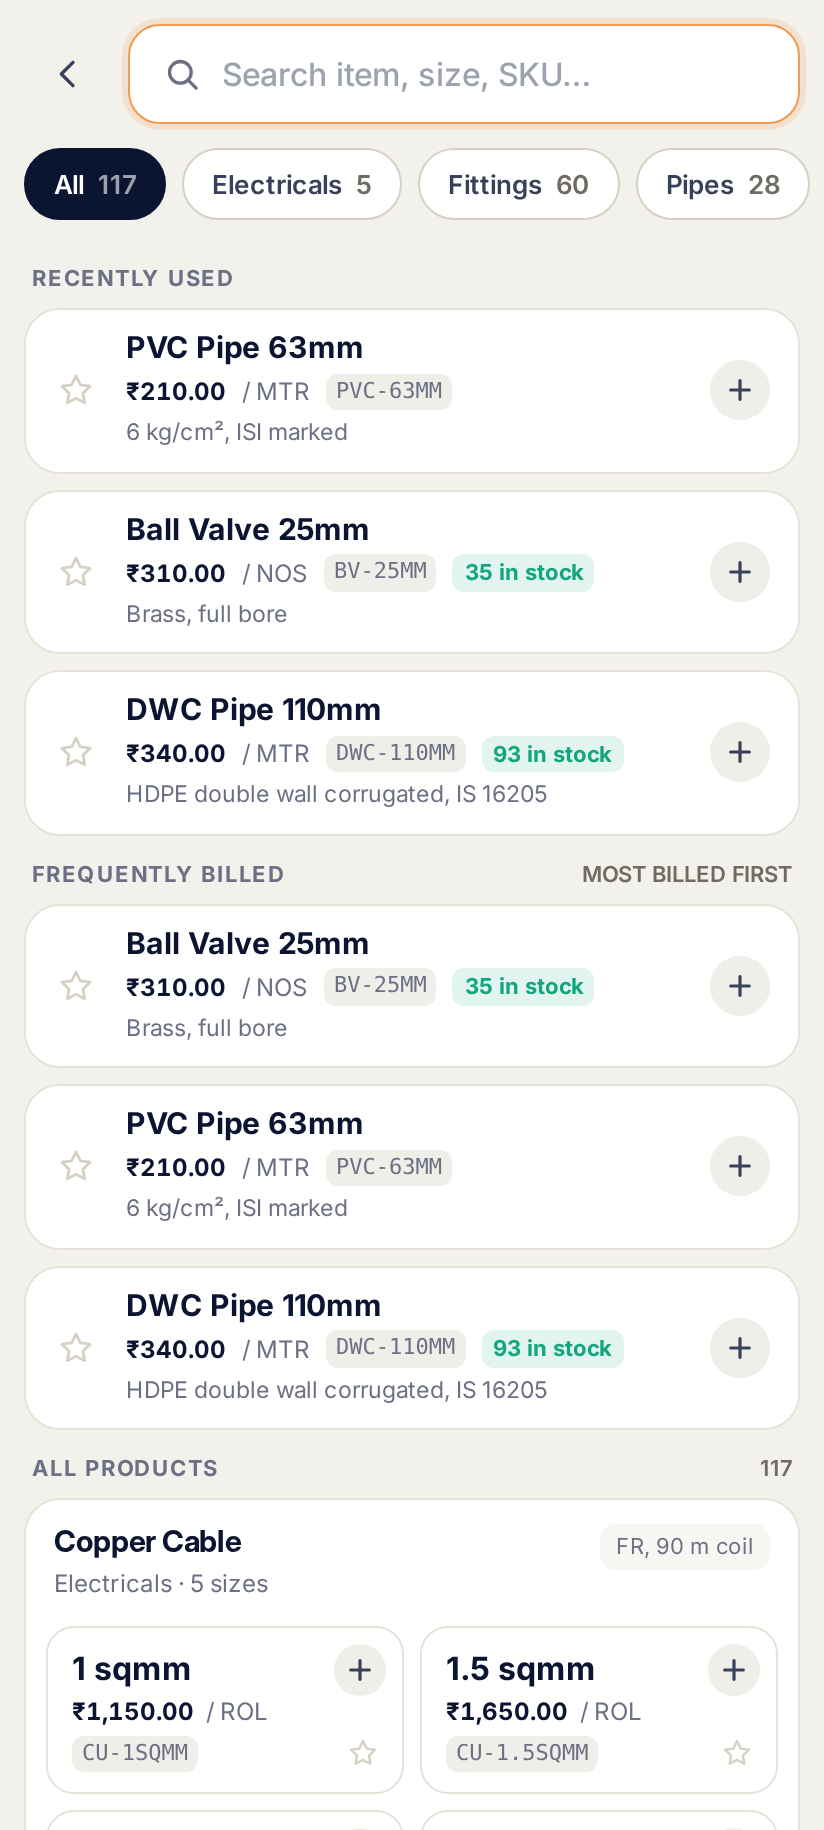 Search item, size, SKU...
All 117 Electricals 5 Fittings 60 Pipes 28
RECENTLY USED
PVC Pipe 63mm
₹210.00 / MTR PVC-63MM
6 kg/cm², ISI marked
Ball Valve 25mm
₹310.00 / NOS BV-25MM 35 in stock
Brass, full bore
DWC Pipe 110mm
₹340.00 / MTR DWC-110MM 93 in stock
HDPE double wall corrugated, IS 16205
FREQUENTLY BILLED MOST BILLED FIRST
Ball Valve 25mm
₹310.00 / NOS BV-25MM 35 in stock
Brass, full bore
PVC Pipe 63mm
₹210.00 / MTR PVC-63MM
6 kg/cm², ISI marked
DWC Pipe 110mm
₹340.00 / MTR DWC-110MM 93 in stock
HDPE double wall corrugated, IS 16205
ALL PRODUCTS 117
Copper Cable FR, 90 m coil
Electricals · 5 sizes
1 sqmm 1.5 sqmm
₹1,150.00 / ROL ₹1,650.00 / ROL
CU-1SQMM CU-1.5SQMM